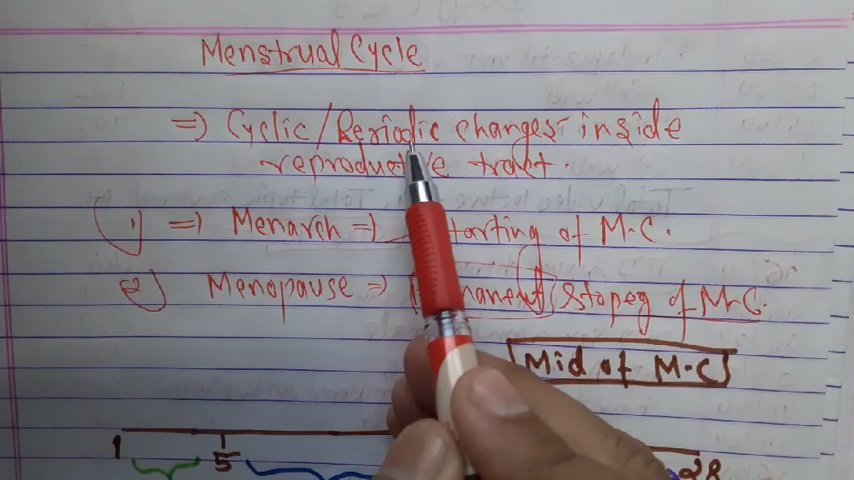 Menstrual Cycle
=> Cyclic/Periodic changes inside
reproductive tract.
1) => Menarch => Starting of M.C.
2) Menopause => Permanent Stopeg of M.C.
Mid of M.C
1 5 28